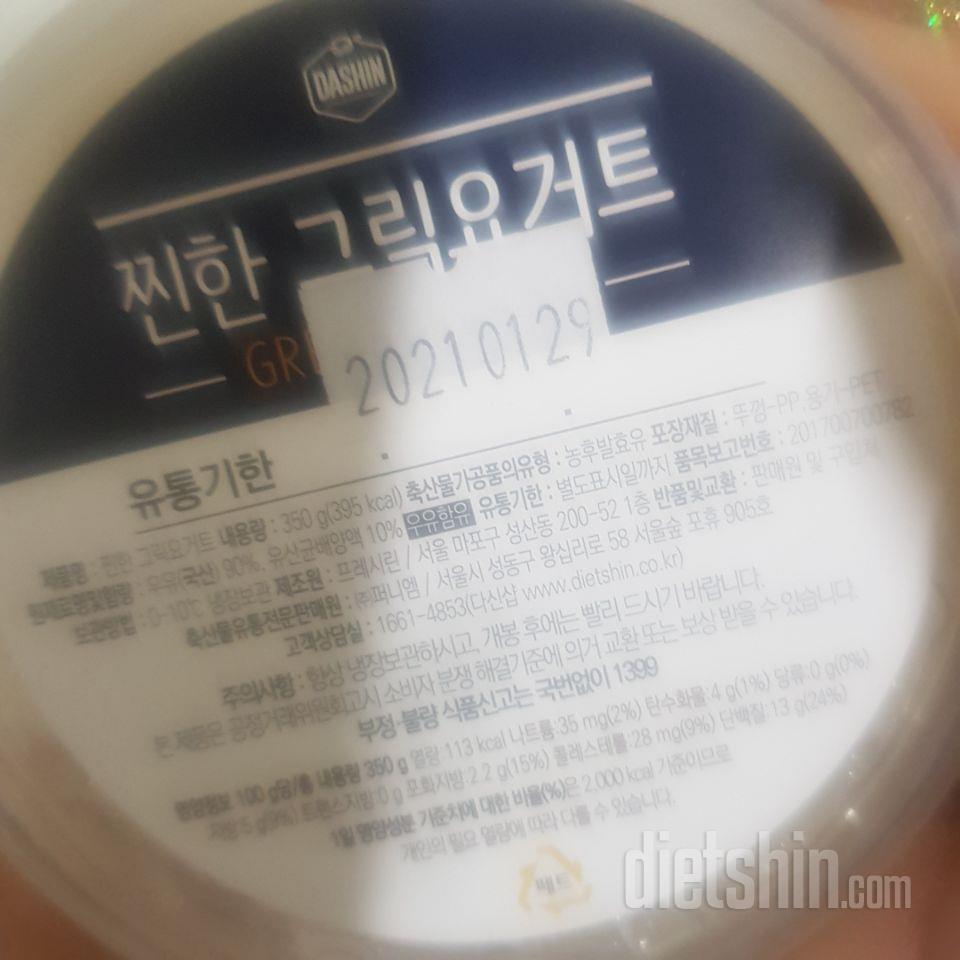 DASHIN
찐한 그릭요거트
GRE
20210129
유통기한
제품명 : 찐한 그릭요거트 내용량 : 350 g(395 kcal) 축산물가공품의유형 : 농후발효유 포장재질 : 뚜껑-PP,용기-PET
원재료명및함량 : 우유(국산) 90%, 유산균배양액 10% 우유함유 유통기한 : 별도표시일까지 품목보고번호 : 201700700782
보관방법 : 0-10℃ 냉장보관 제조원 : 프레시린 / 서울 마포구 성산동 200-52 1층 반품및교환 : 판매원 및 구입처
축산물유통전문판매원 : ㈜퍼니엠 / 서울시 성동구 왕십리로 58 서울숲 포휴 905호
고객상담실 : 1661-4853(다신샵 www.dietshin.co.kr)
주의사항 : 항상 냉장보관하시고, 개봉 후에는 빨리 드시기 바랍니다.
본 제품은 공정거래위원회고시 소비자 분쟁 해결기준에 의거 교환 또는 보상 받을 수 있습니다.
부정·불량 식품신고는 국번없이 1399
영양정보 100 g당/총 내용량 350 g 열량 113 kcal 나트륨:35 mg(2%) 탄수화물:4 g(1%) 당류:0 g(0%)
지방:5 g(9%) 트랜스지방:0 g 포화지방:2.2 g(15%) 콜레스테롤:28 mg(9%) 단백질:13 g(24%)
1일 영양성분 기준치에 대한 비율(%)은 2,000 kcal 기준이므로
개인의 필요 열량에 따라 다를 수 있습니다.
페트
dietshin.com